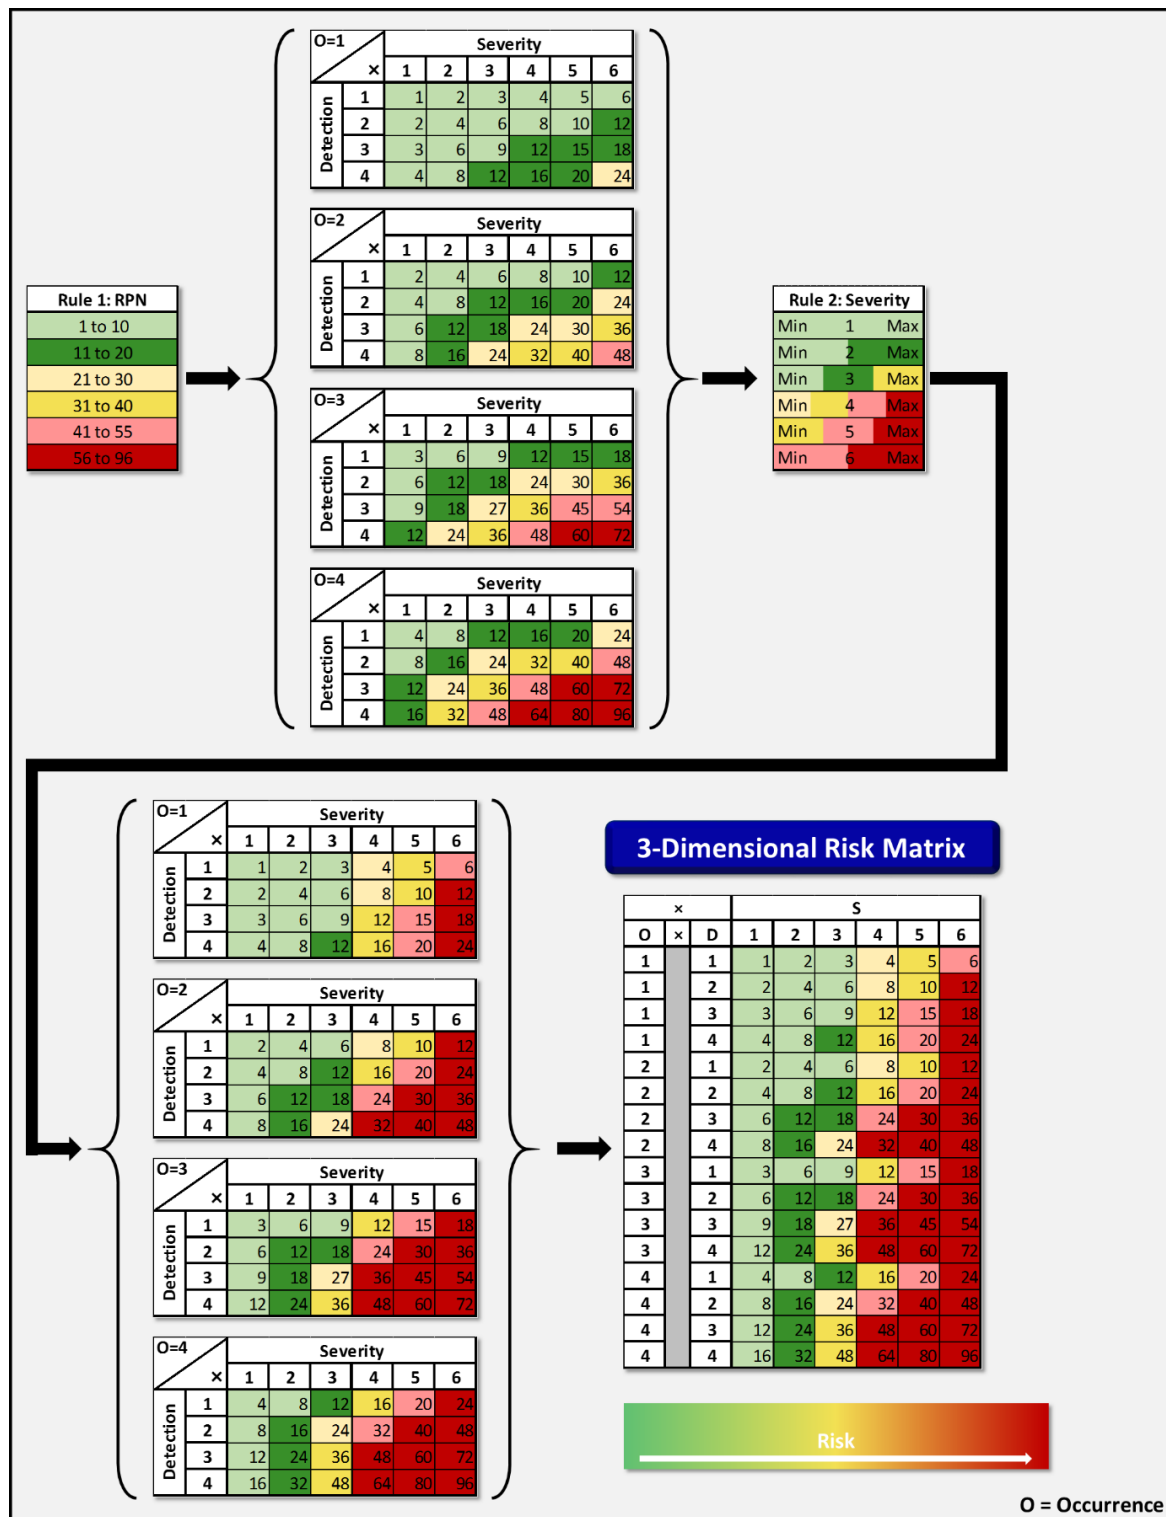 O=1
Severity
× 1 2 3 4 5 6
Detection
1 1 2 3 4 5 6
2 2 4 6 8 10 12
3 3 6 9 12 15 18
4 4 8 12 16 20 24
O=2
Severity
× 1 2 3 4 5 6
Detection
1 2 4 6 8 10 12
2 4 8 12 16 20 24
3 6 12 18 24 30 36
4 8 16 24 32 40 48
Rule 1: RPN
1 to 10
11 to 20
21 to 30
31 to 40
41 to 55
56 to 96
Rule 2: Severity
Min 1 Max
Min 2 Max
Min 3 Max
Min 4 Max
Min 5 Max
Min 6 Max
O=3
Severity
× 1 2 3 4 5 6
Detection
1 3 6 9 12 15 18
2 6 12 18 24 30 36
3 9 18 27 36 45 54
4 12 24 36 48 60 72
O=4
Severity
× 1 2 3 4 5 6
Detection
1 4 8 12 16 20 24
2 8 16 24 32 40 48
3 12 24 36 48 60 72
4 16 32 48 64 80 96
O=1
Severity
× 1 2 3 4 5 6
Detection
1 1 2 3 4 5 6
2 2 4 6 8 10 12
3 3 6 9 12 15 18
4 4 8 12 16 20 24
O=2
Severity
× 1 2 3 4 5 6
Detection
1 2 4 6 8 10 12
2 4 8 12 16 20 24
3 6 12 18 24 30 36
4 8 16 24 32 40 48
O=3
Severity
× 1 2 3 4 5 6
Detection
1 3 6 9 12 15 18
2 6 12 18 24 30 36
3 9 18 27 36 45 54
4 12 24 36 48 60 72
O=4
Severity
× 1 2 3 4 5 6
Detection
1 4 8 12 16 20 24
2 8 16 24 32 40 48
3 12 24 36 48 60 72
4 16 32 48 64 80 96
3-Dimensional Risk Matrix
× S
O × D 1 2 3 4 5 6
1 1 1 2 3 4 5 6
1 2 2 4 6 8 10 12
1 3 3 6 9 12 15 18
1 4 4 8 12 16 20 24
2 1 2 4 6 8 10 12
2 2 4 8 12 16 20 24
2 3 6 12 18 24 30 36
2 4 8 16 24 32 40 48
3 1 3 6 9 12 15 18
3 2 6 12 18 24 30 36
3 3 9 18 27 36 45 54
3 4 12 24 36 48 60 72
4 1 4 8 12 16 20 24
4 2 8 16 24 32 40 48
4 3 12 24 36 48 60 72
4 4 16 32 48 64 80 96
Risk
O = Occurrence